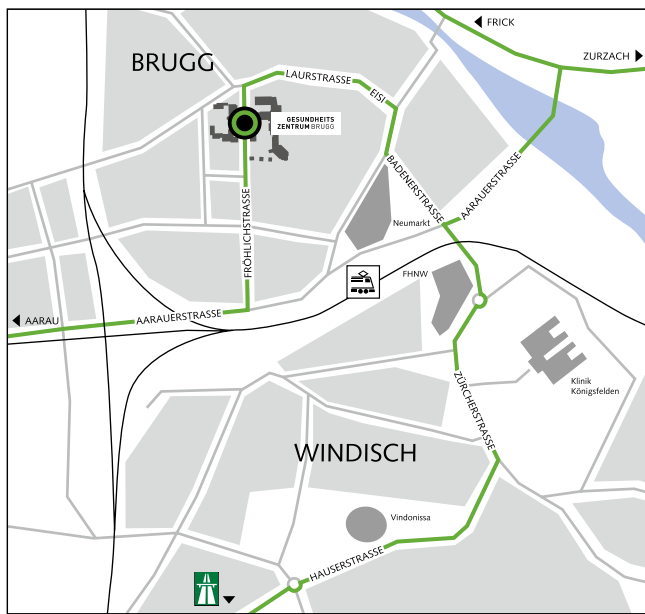 FRICK
ZURZACH
BRUGG
LAURSTRASSE
EISI
GESUNDHEITS
ZENTRUM BRUGG
BADENERSTRASSE
AARAUERSTRASSE
FRÖHLICHSTRASSE
Neumarkt
FHNW
AARAU
AARAUERSTRASSE
ZÜRCHERSTRASSE
Klinik
Königsfelden
WINDISCH
Vindonissa
HAUSERSTRASSE